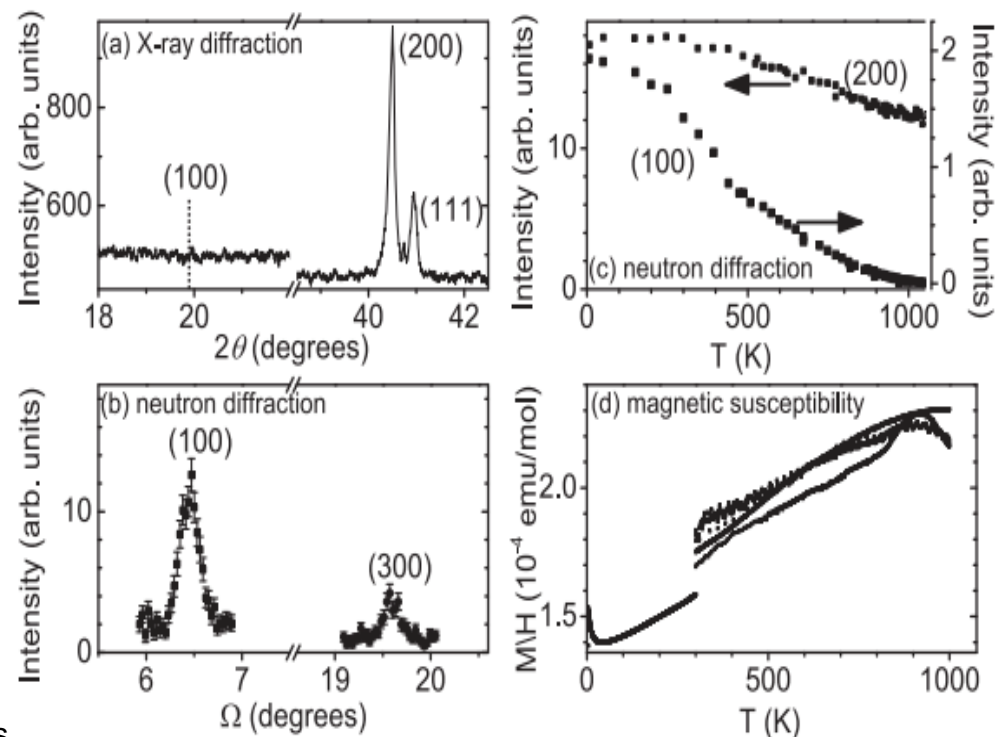 (a) X-ray diffraction
(200)
(100)
(111)
800
600
Intensity (arb. units)
18 20 40 42
2θ (degrees)
(b) neutron diffraction
(100)
(300)
10
0
Intensity (arb. units)
6 7 19 20
Ω (degrees)
(200)
(100)
(c) neutron diffraction
10
0
Intensity (arb. units)
2
1
0
Intensity (arb. units)
0 500 1000
T (K)
(d) magnetic susceptibility
2.0
1.5
M\H (10⁻⁴ emu/mol)
0 500 1000
T (K)
s